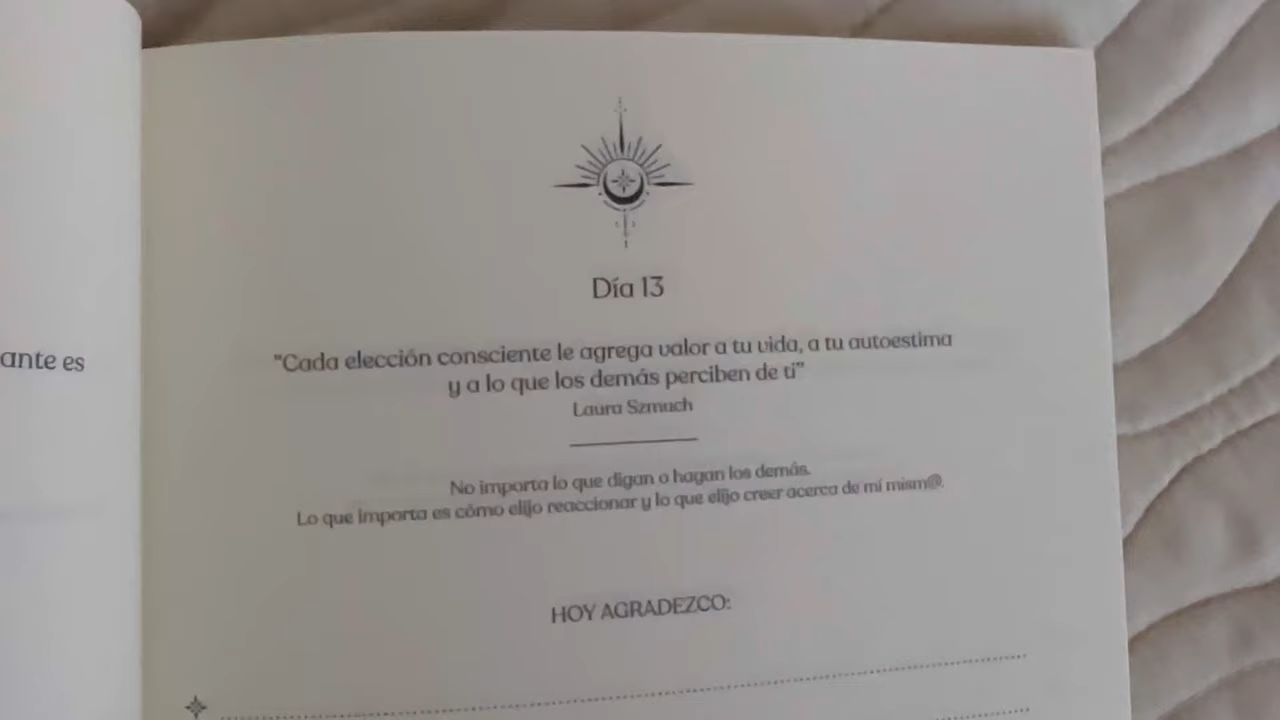 ante es
Día 13
"Cada elección consciente le agrega valor a tu vida, a tu autoestima
y a lo que los demás perciben de ti"
Laura Szmuch
No importa lo que digan o hagan los demás.
Lo que importa es cómo elijo reaccionar y lo que elijo creer acerca de mí mism@.
HOY AGRADEZCO: